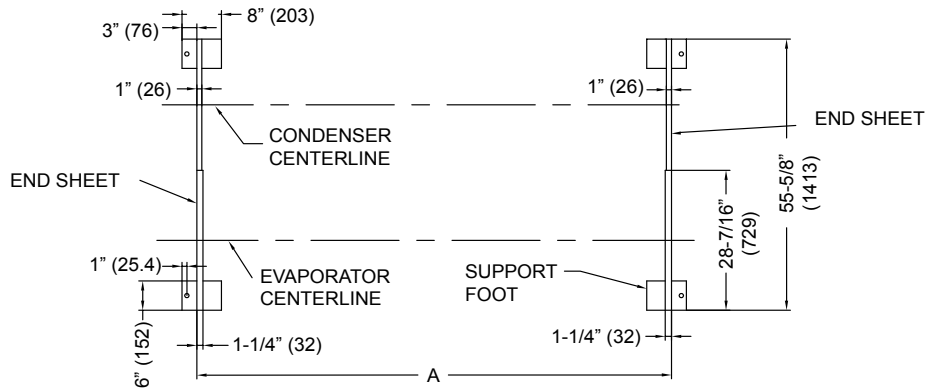 8” (203)
3” (76)
1” (26)
1” (26)
CONDENSER
CENTERLINE
END SHEET
END SHEET
55-5/8”
(1413)
28-7/16”
(729)
1” (25.4)
EVAPORATOR
CENTERLINE
SUPPORT
FOOT
6” (152)
1-1/4” (32)
1-1/4” (32)
A